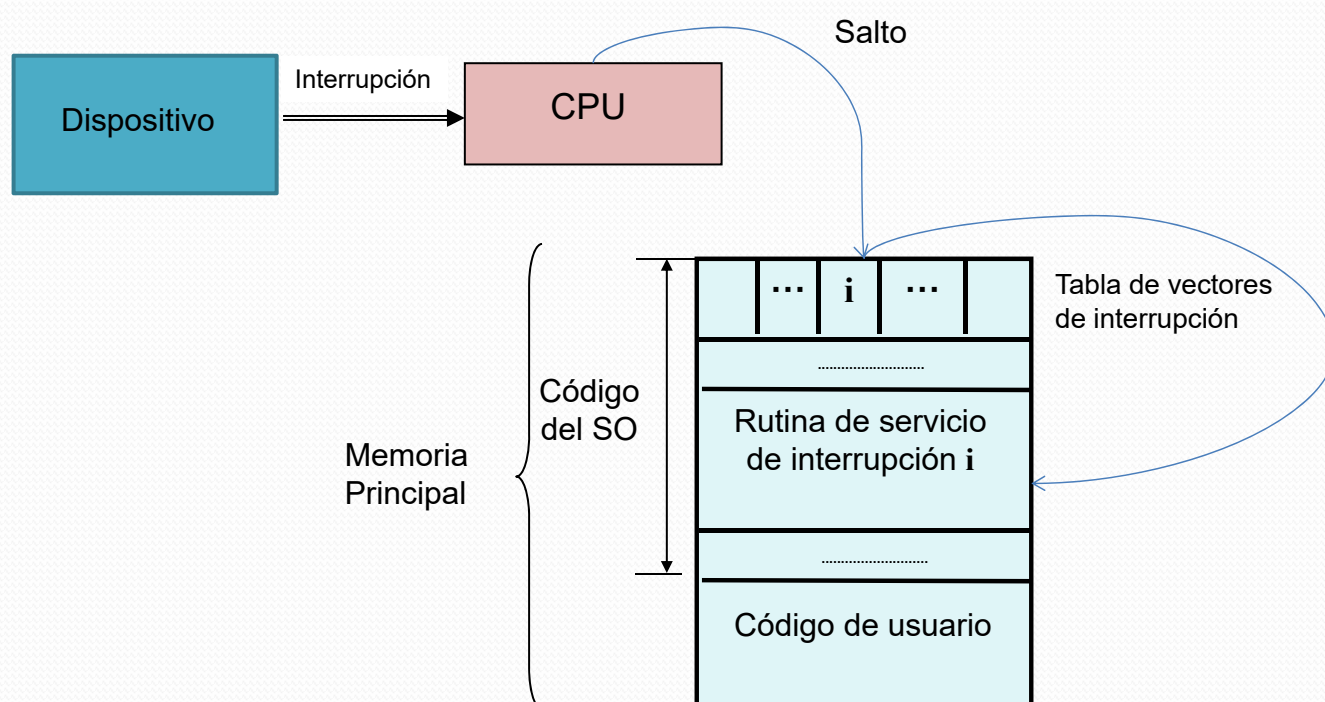 Salto
Interrupción
CPU
Dispositivo
... i ...
Tabla de vectores
de interrupción
...........................
Código
del SO
Rutina de servicio
de interrupción i
Memoria
Principal
...........................
Código de usuario